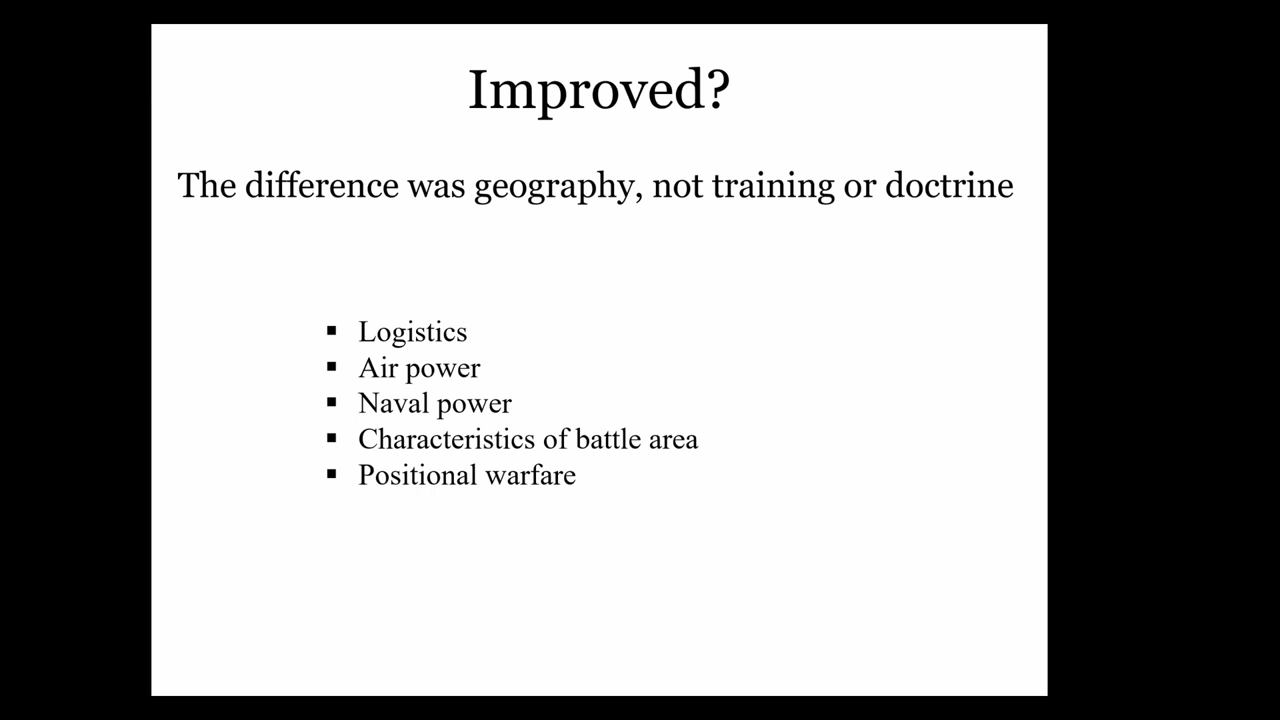 Improved?
The difference was geography, not training or doctrine
▪ Logistics
▪ Air power
▪ Naval power
▪ Characteristics of battle area
▪ Positional warfare